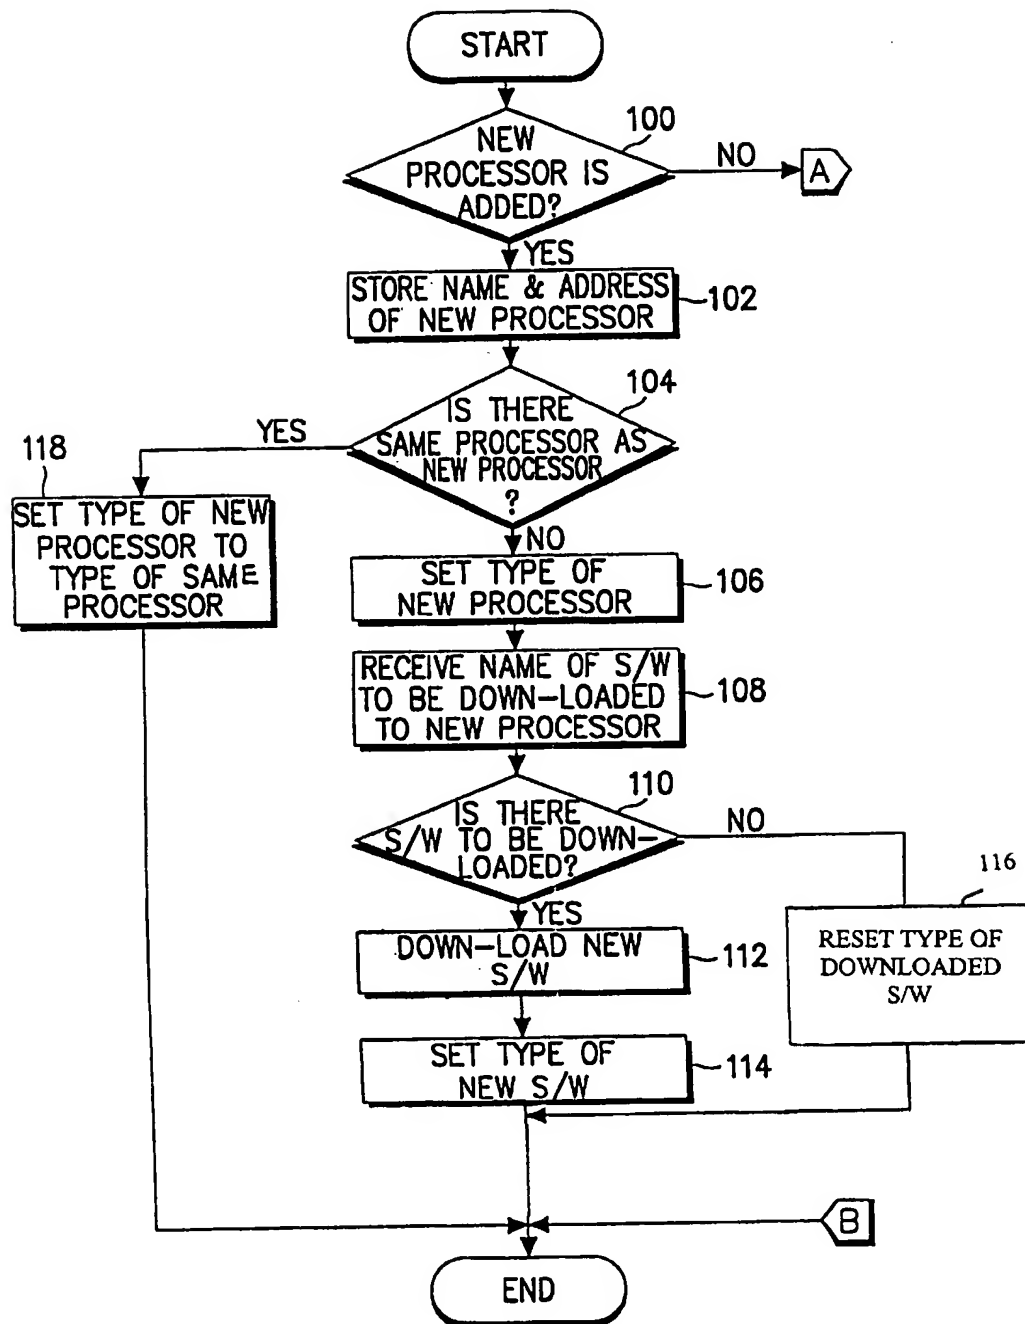 START
100
NEW
PROCESSOR IS
ADDED?
NO
A
YES
STORE NAME & ADDRESS
OF NEW PROCESSOR
102
104
IS THERE
SAME PROCESSOR AS
NEW PROCESSOR
?
YES
118
SET TYPE OF NEW
PROCESSOR TO
TYPE OF SAME
PROCESSOR
NO
SET TYPE OF
NEW PROCESSOR
106
RECEIVE NAME OF S/W
TO BE DOWN-LOADED
TO NEW PROCESSOR
108
110
IS THERE
S/W TO BE DOWN-
LOADED?
NO
116
RESET TYPE OF
DOWNLOADED
S/W
YES
DOWN-LOAD NEW
S/W
112
SET TYPE OF
NEW S/W
114
B
END